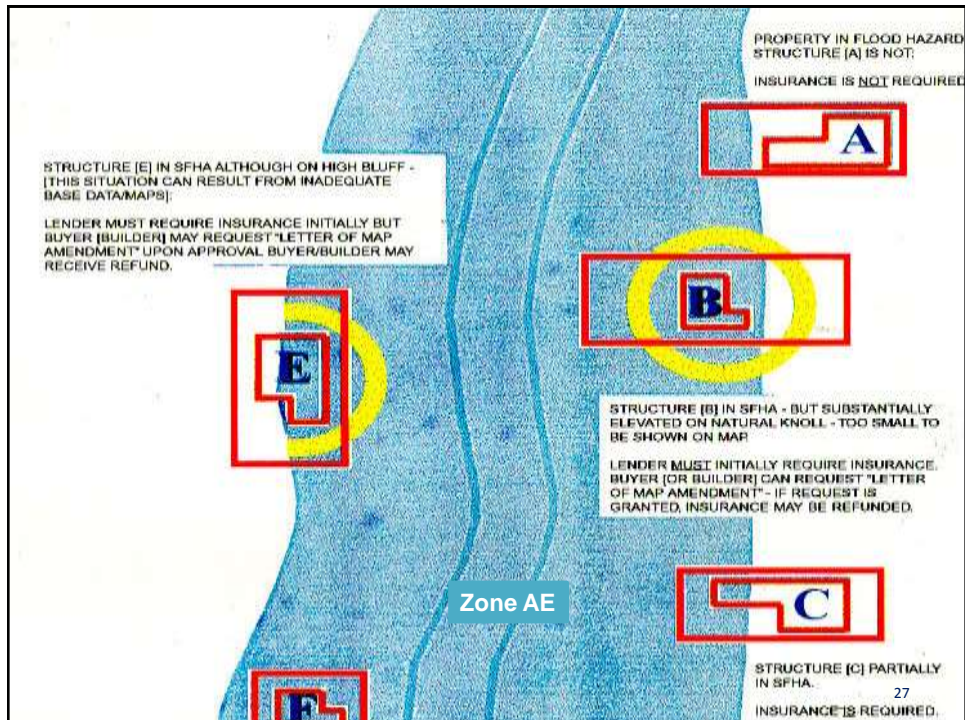 PROPERTY IN FLOOD HAZARD
STRUCTURE [A] IS NOT.
INSURANCE IS NOT REQUIRED
A
STRUCTURE [E] IN SFHA ALTHOUGH ON HIGH BLUFF -
[THIS SITUATION CAN RESULT FROM INADEQUATE
BASE DATA/MAPS].
LENDER MUST REQUIRE INSURANCE INITIALLY BUT
BUYER [BUILDER] MAY REQUEST "LETTER OF MAP
AMENDMENT" UPON APPROVAL BUYER/BUILDER MAY
RECEIVE REFUND.
B
E
STRUCTURE [B] IN SFHA - BUT SUBSTANTIALLY
ELEVATED ON NATURAL KNOLL - TOO SMALL TO
BE SHOWN ON MAP
LENDER MUST INITIALLY REQUIRE INSURANCE.
BUYER [OR BUILDER] CAN REQUEST "LETTER
OF MAP AMENDMENT" - IF REQUEST IS
GRANTED, INSURANCE MAY BE REFUNDED.
Zone AE
C
STRUCTURE [C] PARTIALLY
IN SFHA.
27
INSURANCE IS REQUIRED.